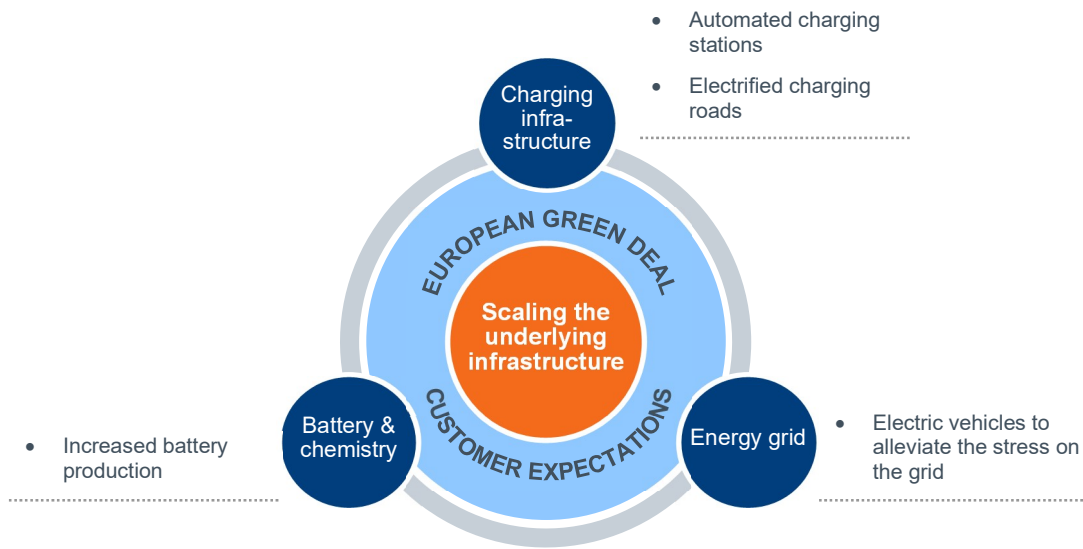 • Automated charging
stations
• Electrified charging
roads
Charging
infra-
structure
EUROPEAN GREEN DEAL
Scaling the
underlying
infrastructure
CUSTOMER EXPECTATIONS
Battery &
chemistry
• Increased battery
production
Energy grid
• Electric vehicles to
alleviate the stress on
the grid